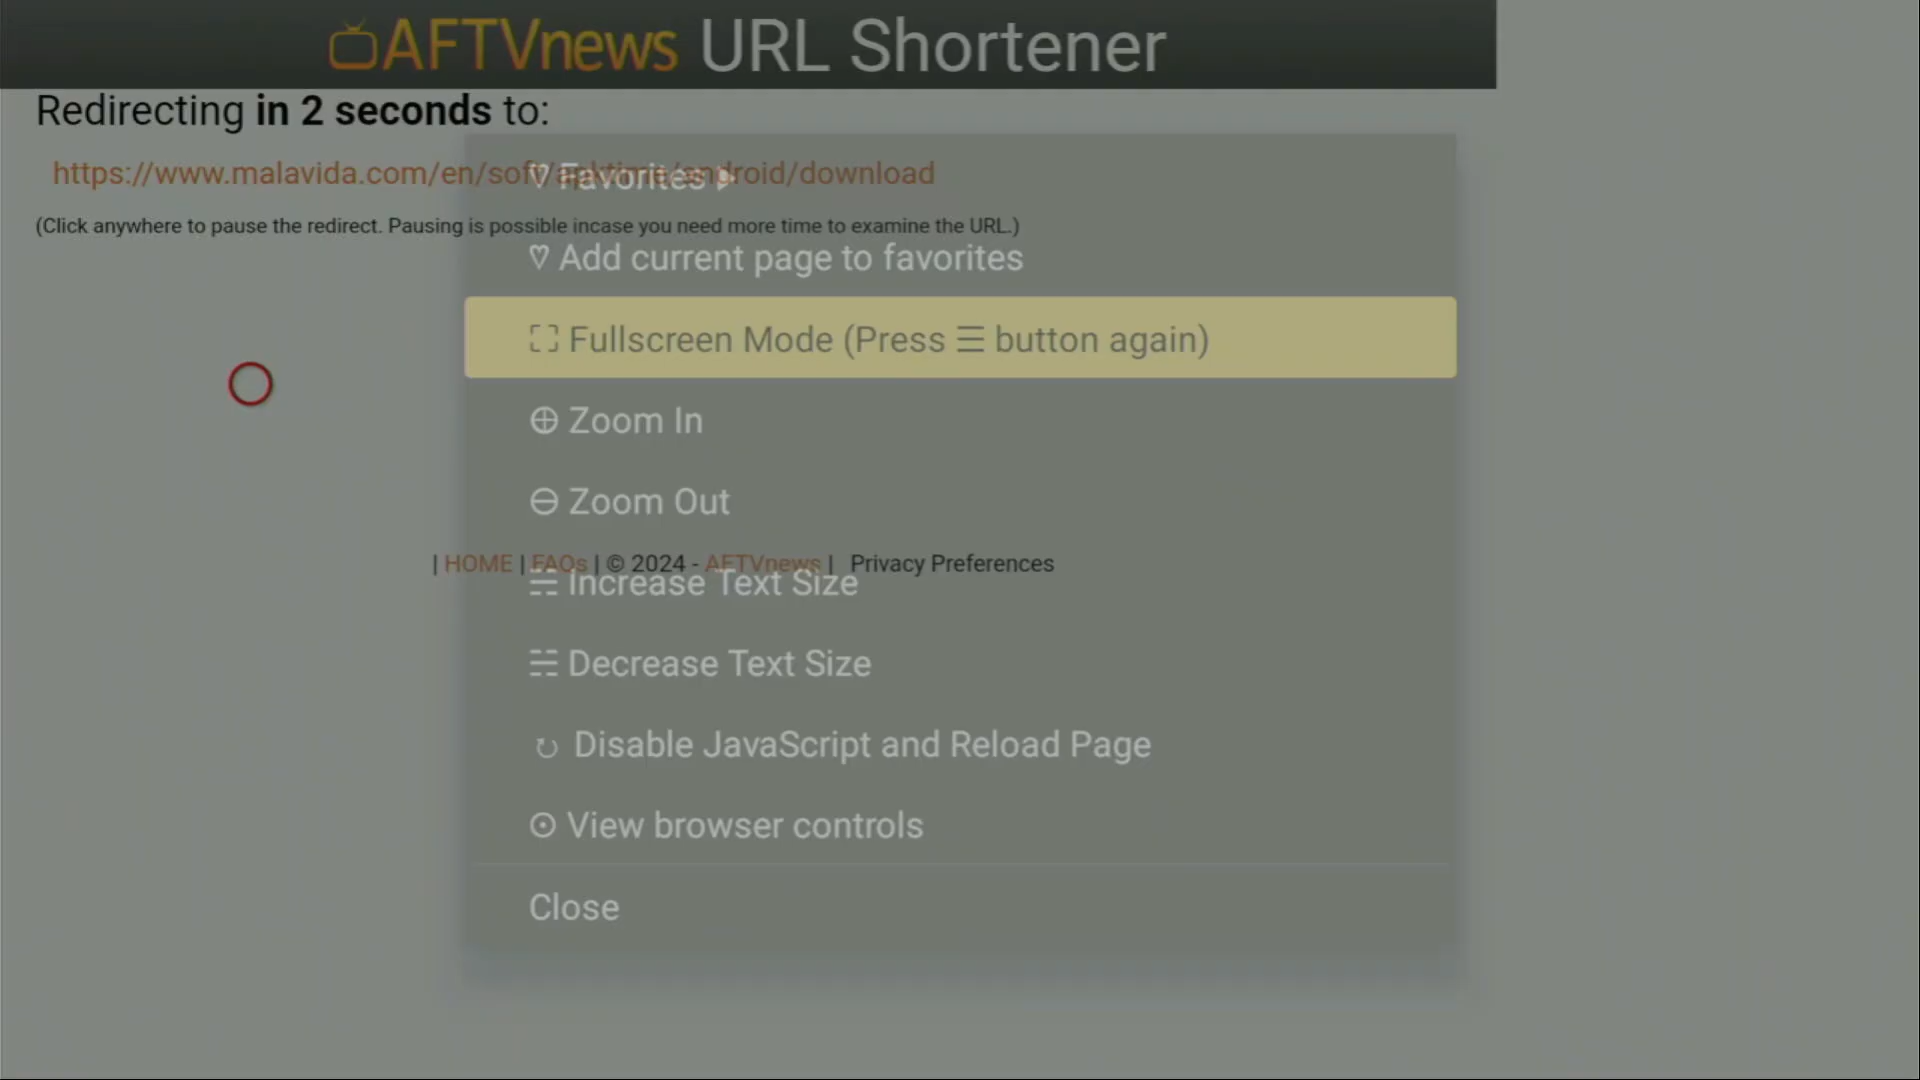 AFTVnews URL Shortener
Redirecting in 2 seconds to:
https://www.malavida.com/en/soft/apktime/android/download
Favorites
(Click anywhere to pause the redirect. Pausing is possible incase you need more time to examine the URL.)
Add current page to favorites
Fullscreen Mode (Press ☰ button again)
Zoom In
Zoom Out
| HOME | FAQs | © 2024 - AFTVnews | Privacy Preferences
Increase Text Size
Decrease Text Size
Disable JavaScript and Reload Page
View browser controls
Close